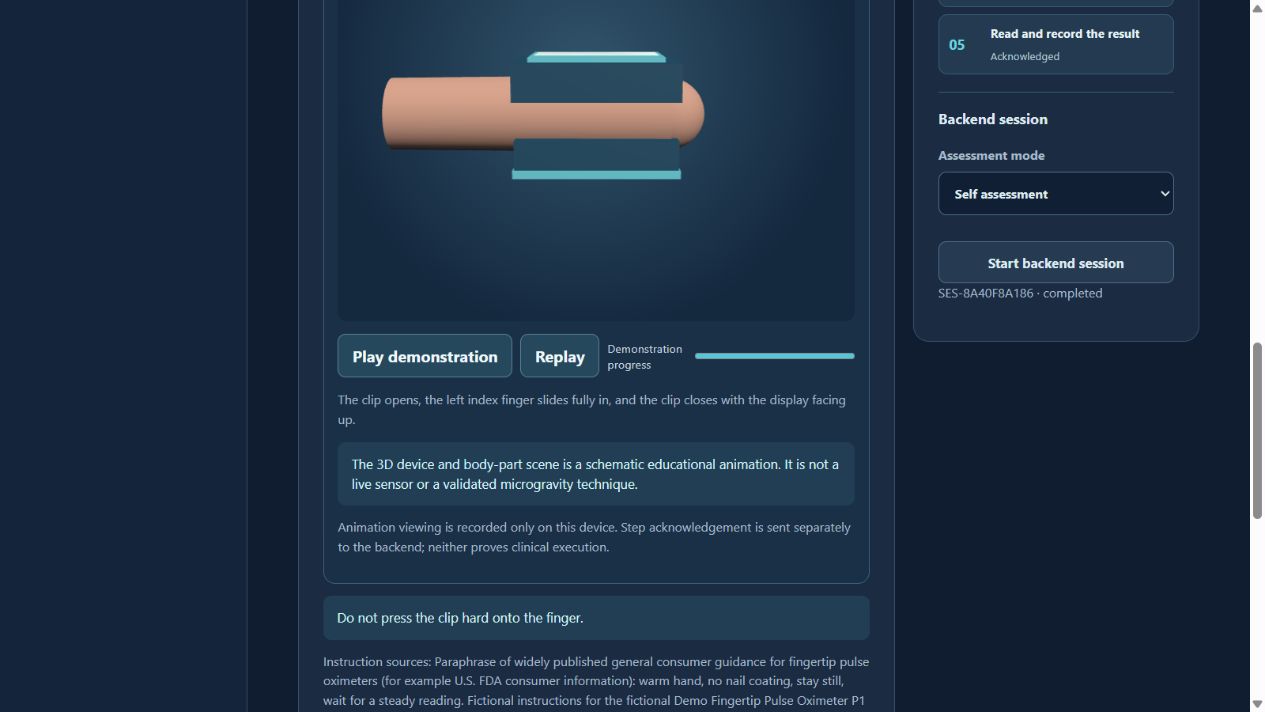 Play demonstration
Replay
Demonstration
progress
The clip opens, the left index finger slides fully in, and the clip closes with the display facing
up.
The 3D device and body-part scene is a schematic educational animation. It is not a
live sensor or a validated microgravity technique.
Animation viewing is recorded only on this device. Step acknowledgement is sent separately
to the backend; neither proves clinical execution.
Do not press the clip hard onto the finger.
Instruction sources: Paraphrase of widely published general consumer guidance for fingertip pulse
oximeters (for example U.S. FDA consumer information): warm hand, no nail coating, stay still,
wait for a steady reading. Fictional instructions for the fictional Demo Fingertip Pulse Oximeter P1
05
Read and record the result
Acknowledged
Backend session
Assessment mode
Self assessment
Start backend session
SES-8A40F8A186 · completed